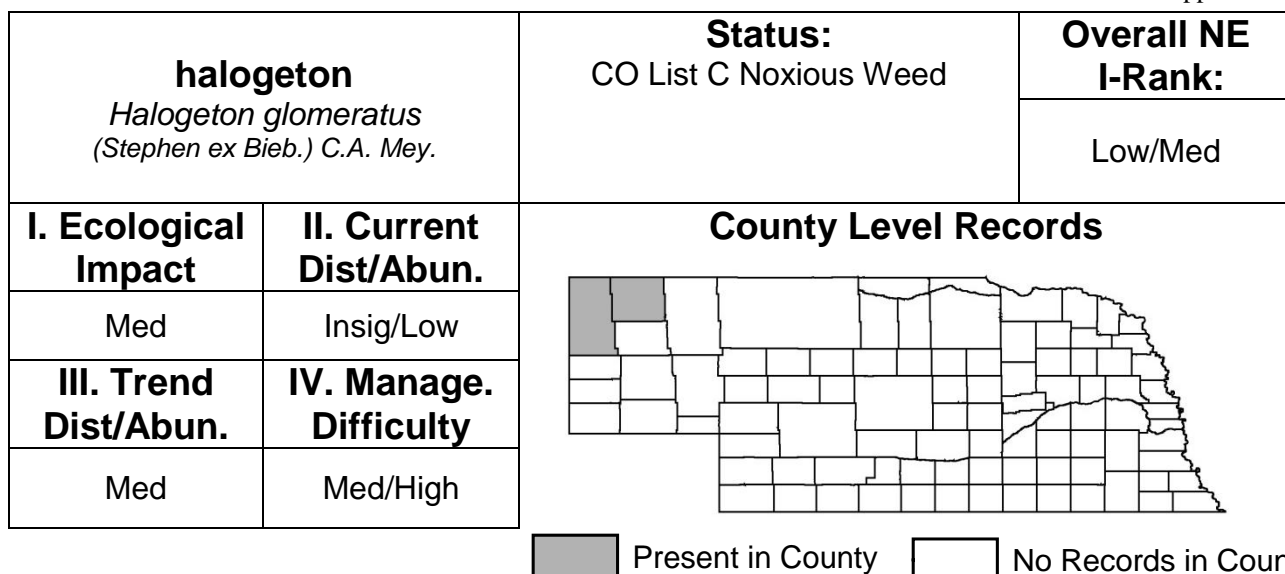 halogeton
Halogeton glomeratus
(Stephen ex Bieb.) C.A. Mey.
Status:
CO List C Noxious Weed
Overall NE
I-Rank:
Low/Med
I. Ecological
Impact
II. Current
Dist/Abun.
Med
Insig/Low
III. Trend
Dist/Abun.
IV. Manage.
Difficulty
Med
Med/High
County Level Records
Present in County
No Records in Coun